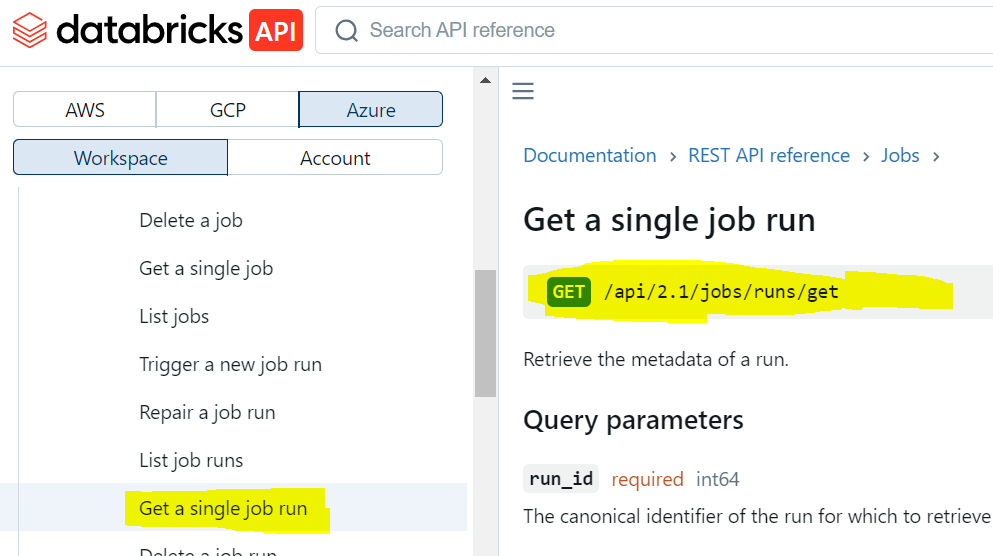 databricks API
Search API reference
AWS GCP Azure
Workspace Account
Delete a job
Get a single job
List jobs
Trigger a new job run
Repair a job run
List job runs
Get a single job run
Delete a job run
Documentation > REST API reference > Jobs >
Get a single job run
GET /api/2.1/jobs/runs/get
Retrieve the metadata of a run.
Query parameters
run_id required int64
The canonical identifier of the run for which to retrieve